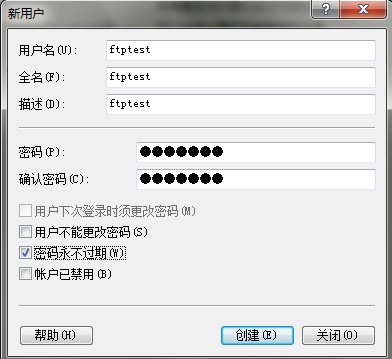 新用户
用户名(U): ftptest
全名(F): ftptest
描述(D): ftptest
密码(P): ●●●●●●●
确认密码(C): ●●●●●●●
用户下次登录时须更改密码(M)
用户不能更改密码(S)
密码永不过期(W)
帐户已禁用(B)
帮助(H) 创建(E) 关闭(O)